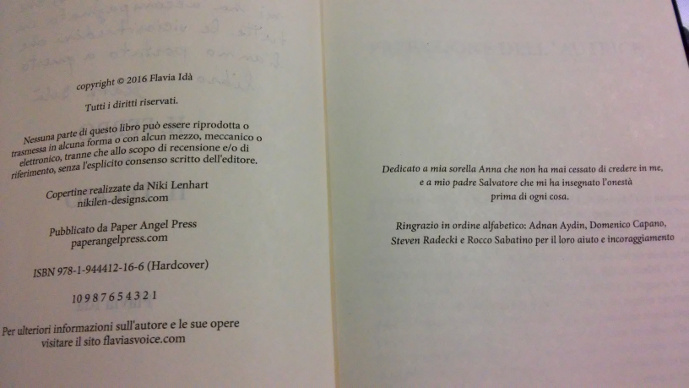 copyright © 2016 Flavia Idà
Tutti i diritti riservati.
Nessuna parte di questo libro può essere riprodotta o
trasmessa in alcuna forma o con alcun mezzo, meccanico o
elettronico, tranne che allo scopo di recensione e/o di
riferimento, senza l'esplicito consenso scritto dell'editore.
Copertine realizzate da Niki Lenhart
nikilen-designs.com
Pubblicato da Paper Angel Press
paperangelpress.com
ISBN 978-1-944412-16-6 (Hardcover)
10 9 8 7 6 5 4 3 2 1
Per ulteriori informazioni sull'autore e le sue opere
visitare il sito flaviasvoice.com
Dedicato a mia sorella Anna che non ha mai cessato di credere in me,
e a mio padre Salvatore che mi ha insegnato l'onestà
prima di ogni cosa.
Ringrazio in ordine alfabetico: Adnan Aydin, Domenico Capano,
Steven Radecki e Rocco Sabatino per il loro aiuto e incoraggiamento